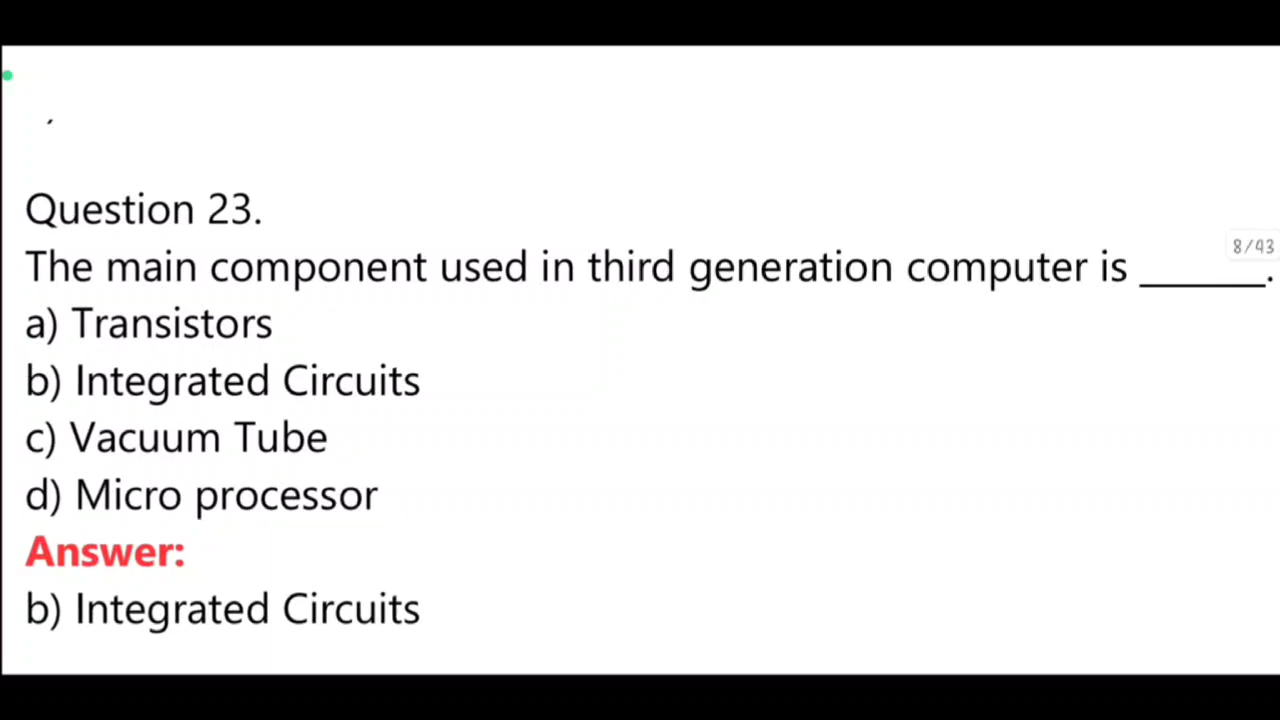 Question 23.
8/43
The main component used in third generation computer is ______.
a) Transistors
b) Integrated Circuits
c) Vacuum Tube
d) Micro processor
Answer:
b) Integrated Circuits